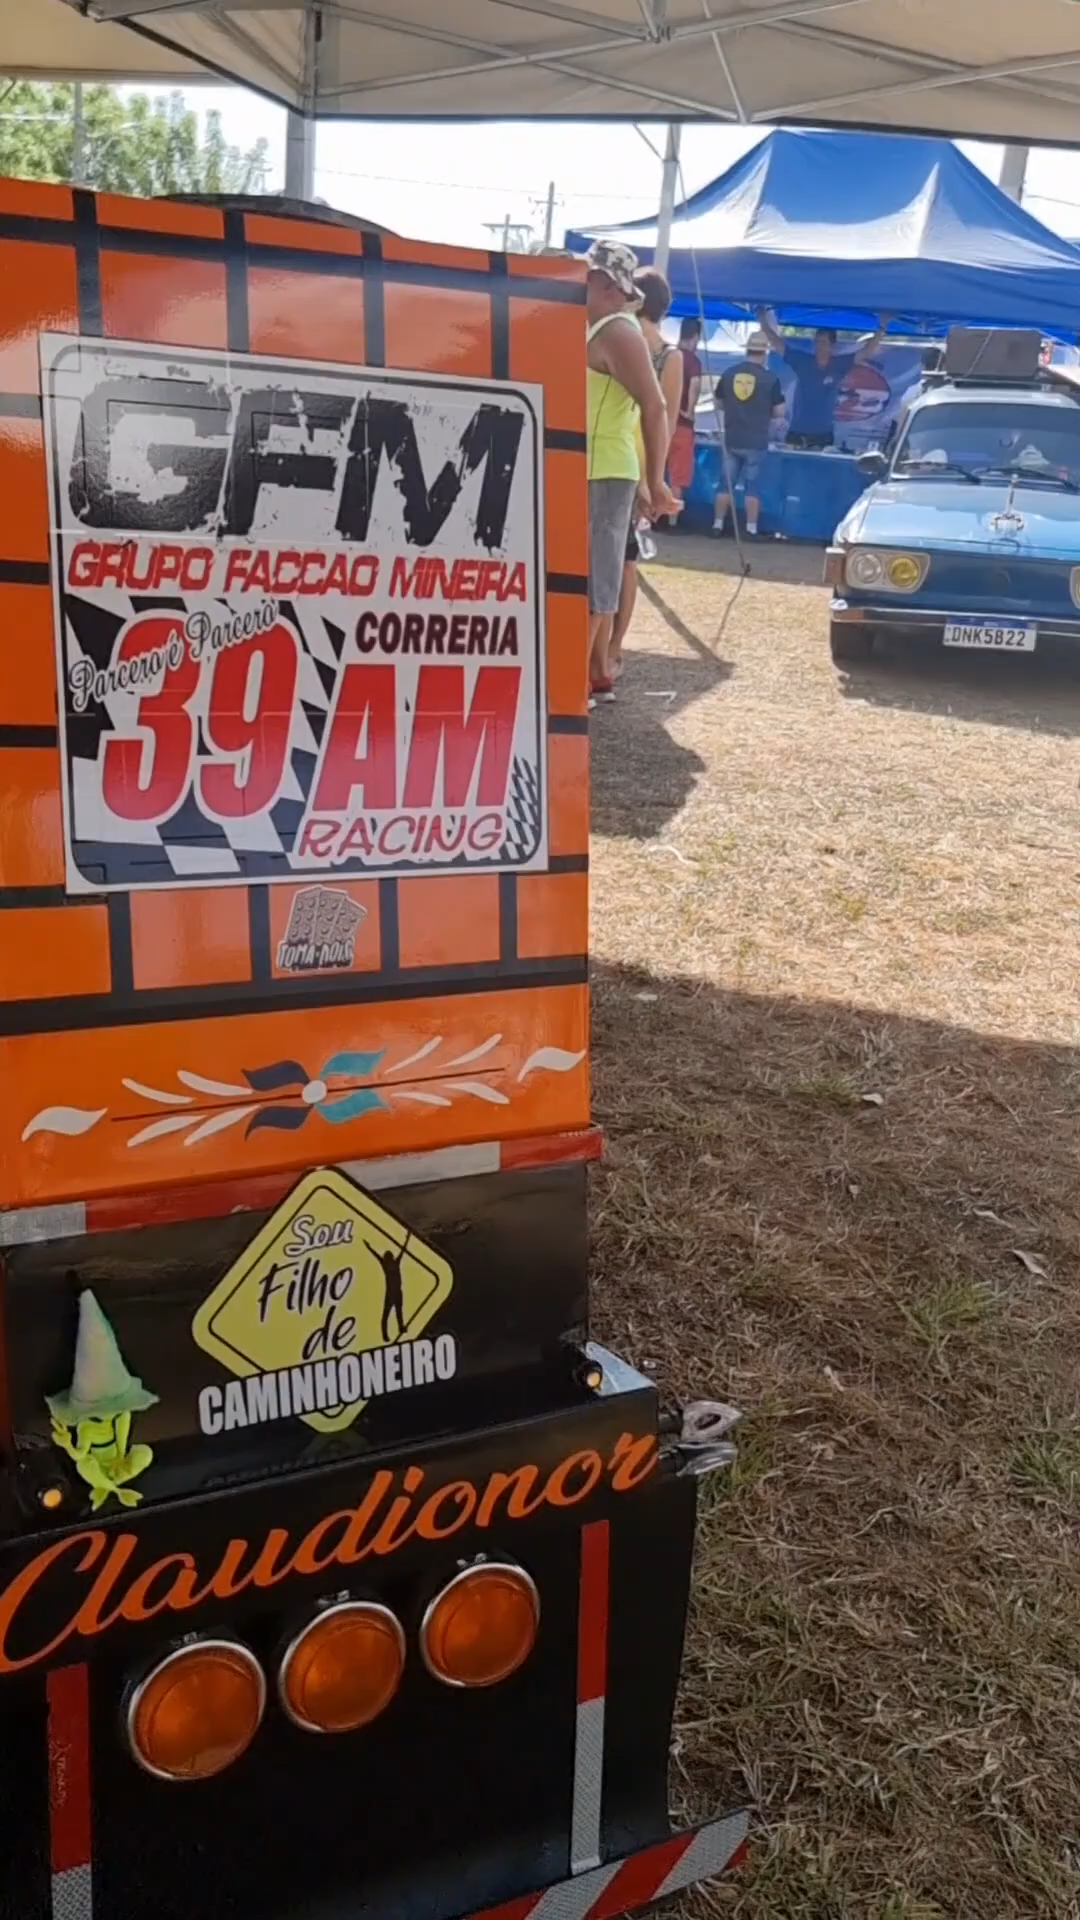 GFM
GRUPO FACCAO MINEIRA
Parcero é Parcero
CORRERIA
39 AM
RACING
TOMA-NOIS
Sou
Filho
de
CAMINHONEIRO
Claudionor
DNK5B22